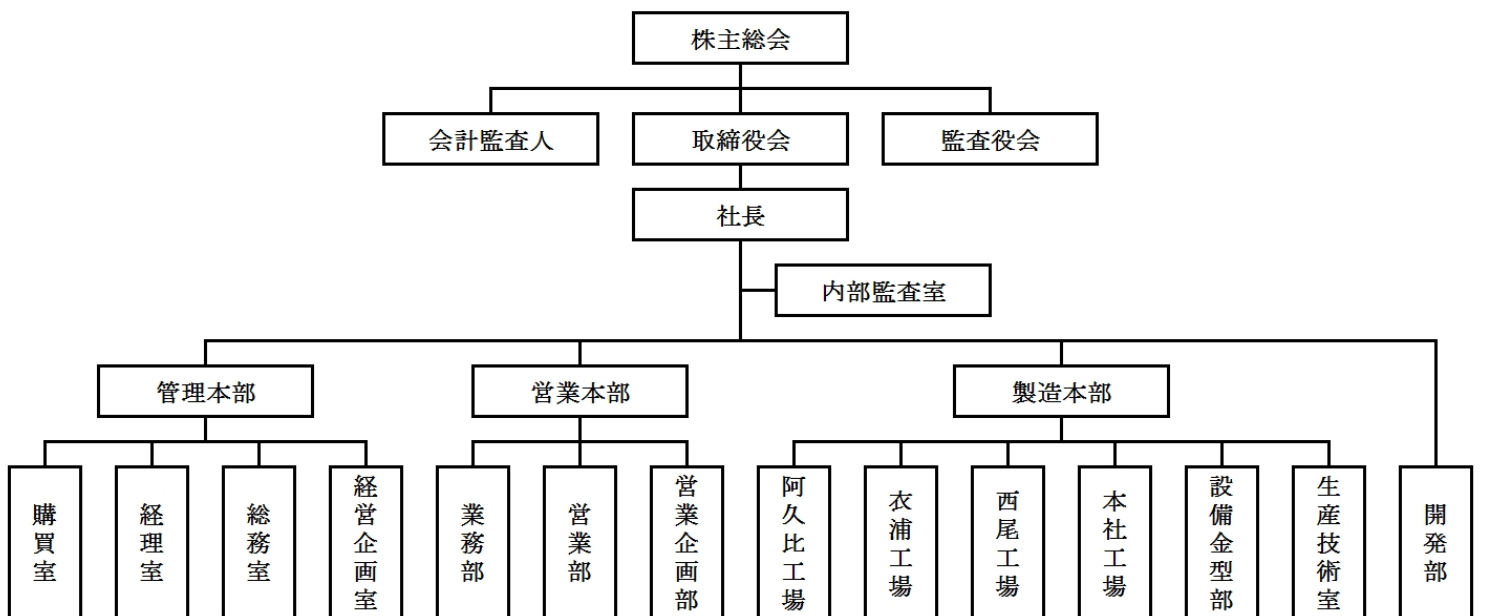 株主総会
会計監査人
取締役会
監査役会
社長
内部監査室
管理本部
営業本部
製造本部
購買室
経理室
総務室
経営企画室
業務部
営業部
営業企画部
阿久比工場
衣浦工場
西尾工場
本社工場
設備金型部
生産技術室
開発部